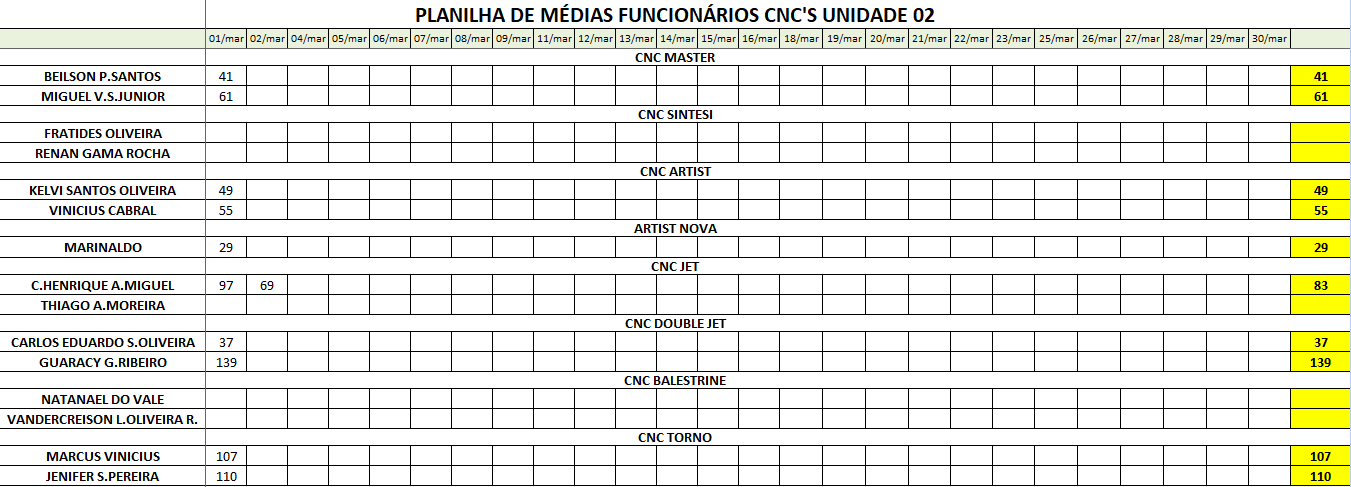 PLANILHA DE MÉDIAS FUNCIONÁRIOS CNC'S UNIDADE 02
01/mar 02/mar 04/mar 05/mar 06/mar 07/mar 08/mar 09/mar 11/mar 12/mar 13/mar 14/mar 15/mar 16/mar 18/mar 19/mar 20/mar 21/mar 22/mar 23/mar 25/mar 26/mar 27/mar 28/mar 29/mar 30/mar
CNC MASTER
BEILSON P.SANTOS 41 41
MIGUEL V.S.JUNIOR 61 61
CNC SINTESI
FRATIDES OLIVEIRA
RENAN GAMA ROCHA
CNC ARTIST
KELVI SANTOS OLIVEIRA 49 49
VINICIUS CABRAL 55 55
ARTIST NOVA
MARINALDO 29 29
CNC JET
C.HENRIQUE A.MIGUEL 97 69 83
THIAGO A.MOREIRA
CNC DOUBLE JET
CARLOS EDUARDO S.OLIVEIRA 37 37
GUARACY G.RIBEIRO 139 139
CNC BALESTRINE
NATANAEL DO VALE
VANDERCREISON L.OLIVEIRA R.
CNC TORNO
MARCUS VINICIUS 107 107
JENIFER S.PEREIRA 110 110